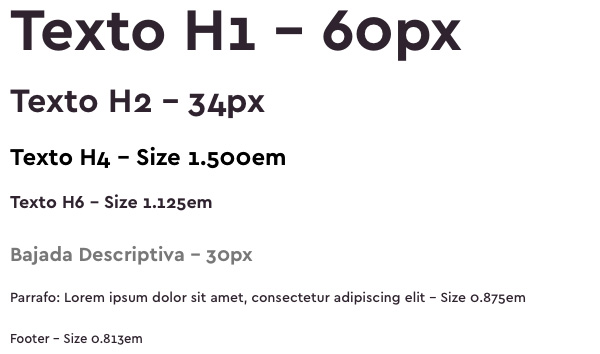 Texto H1 - 60px
Texto H2 - 34px
Texto H4 - Size 1.500em
Texto H6 - Size 1.125em
Bajada Descriptiva - 30px
Parrafo: Lorem ipsum dolor sit amet, consectetur adipiscing elit - Size 0.875em
Footer - Size 0.813em